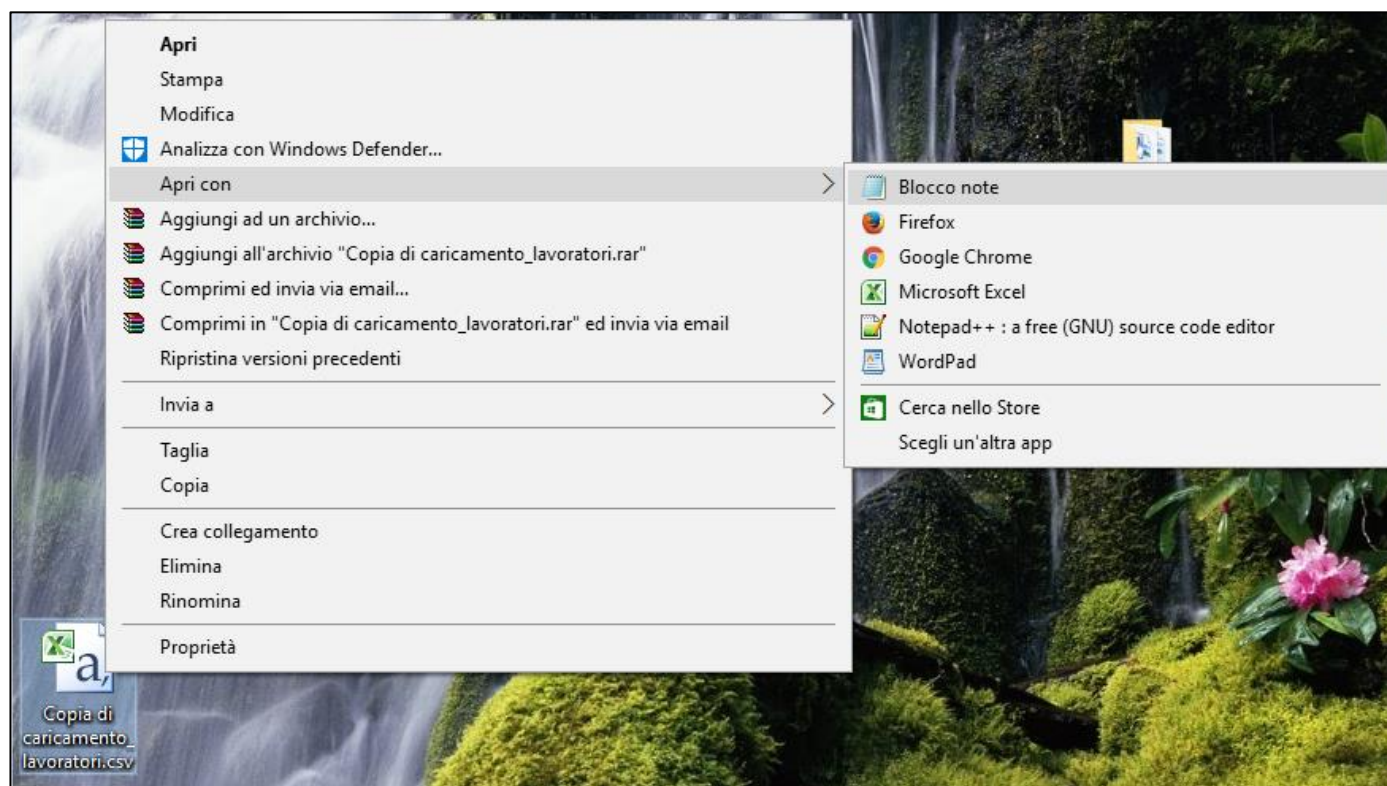 Apri
Stampa
Modifica
Analizza con Windows Defender...
Apri con
Aggiungi ad un archivio...
Aggiungi all'archivio "Copia di caricamento_lavoratori.rar"
Comprimi ed invia via email...
Comprimi in "Copia di caricamento_lavoratori.rar" ed invia via email
Ripristina versioni precedenti
Invia a
Taglia
Copia
Crea collegamento
Elimina
Rinomina
Proprietà
Blocco note
Firefox
Google Chrome
Microsoft Excel
Notepad++ : a free (GNU) source code editor
WordPad
Cerca nello Store
Scegli un'altra app
a,
Copia di
caricamento_
lavoratori.csv